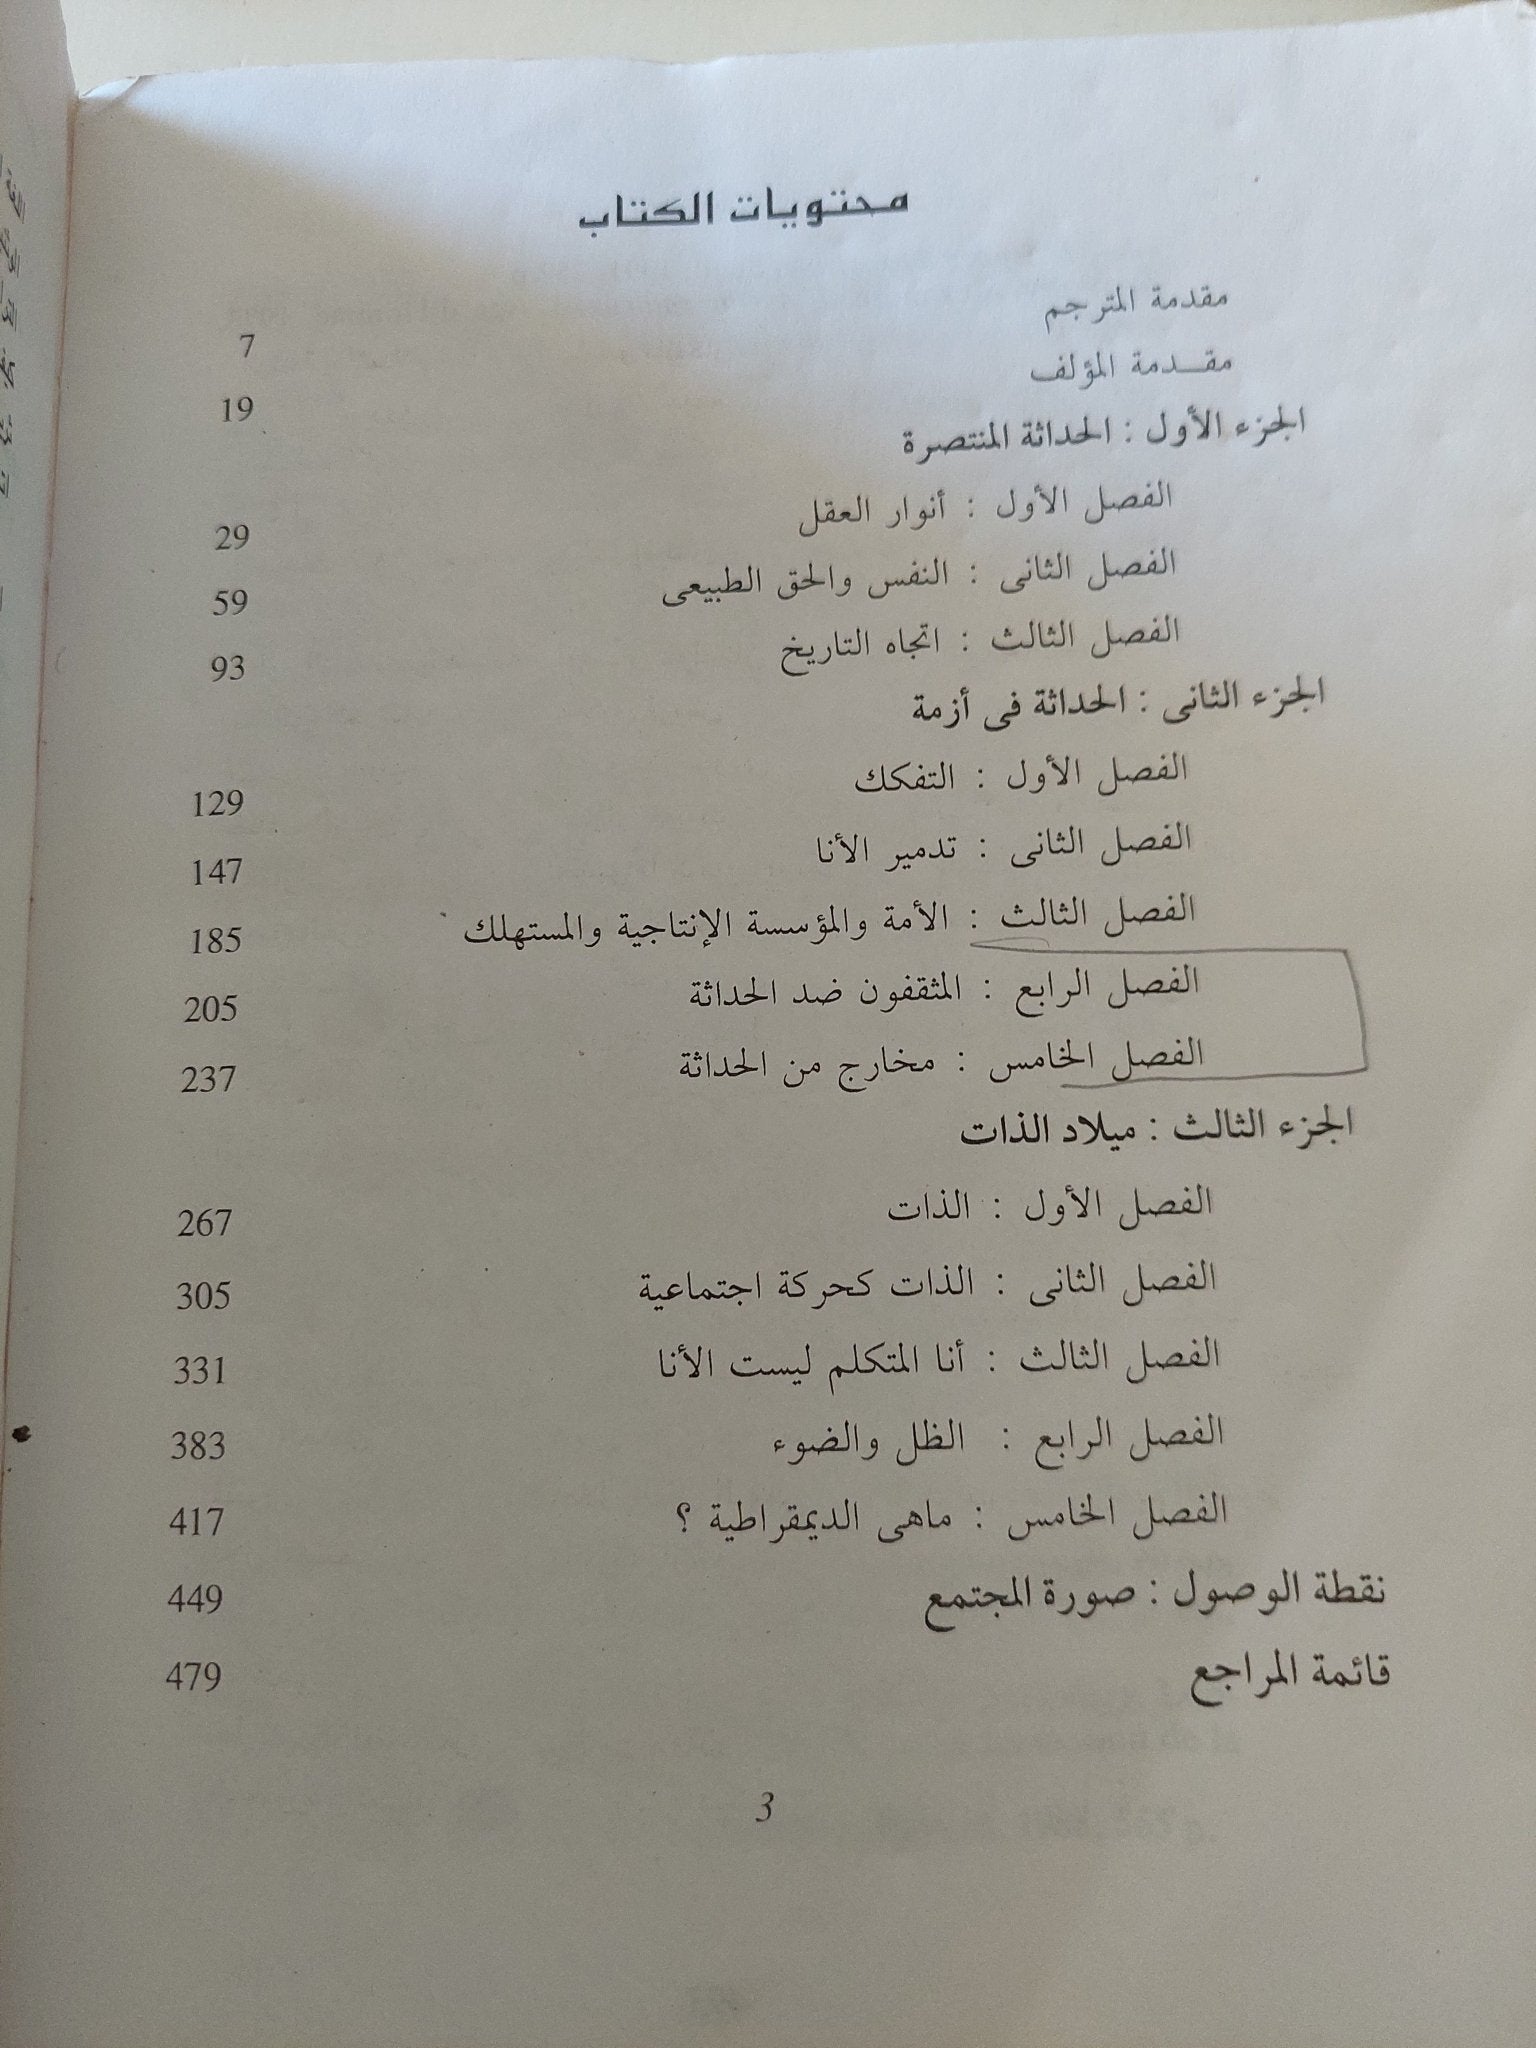 محتويات الكتاب
مقدمة المترجم 7
مقـدمة المؤلف 19
الجزء الأول : الحداثة المنتصرة
الفصل الأول : أنوار العقل 29
الفصل الثانى : النفس والحق الطبيعى 59
الفصل الثالث : اتجاه التاريخ 93
الجزء الثانى : الحداثة فى أزمة
الفصل الأول : التفكك 129
الفصل الثانى : تدمير الأنا 147
الفصل الثالث : الأمة والمؤسسة الإنتاجية والمستهلك 185
الفصل الرابع : المثقفون ضد الحداثة 205
الفصل الخامس : مخارج من الحداثة 237
الجزء الثالث : ميلاد الذات
الفصل الأول : الذات 267
الفصل الثانى : الذات كحركة اجتماعية 305
الفصل الثالث : أنا المتكلم ليست الأنا 331
الفصل الرابع : الظل والضوء 383
الفصل الخامس : ماهى الديمقراطية ؟ 417
نقطة الوصول : صورة المجتمع 449
قائمة المراجع 479
3